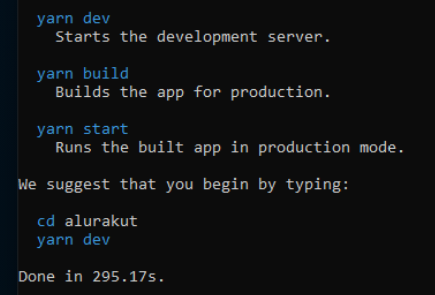 yarn dev
Starts the development server.
yarn build
Builds the app for production.
yarn start
Runs the built app in production mode.
We suggest that you begin by typing:
cd alurakut
yarn dev
Done in 295.17s.